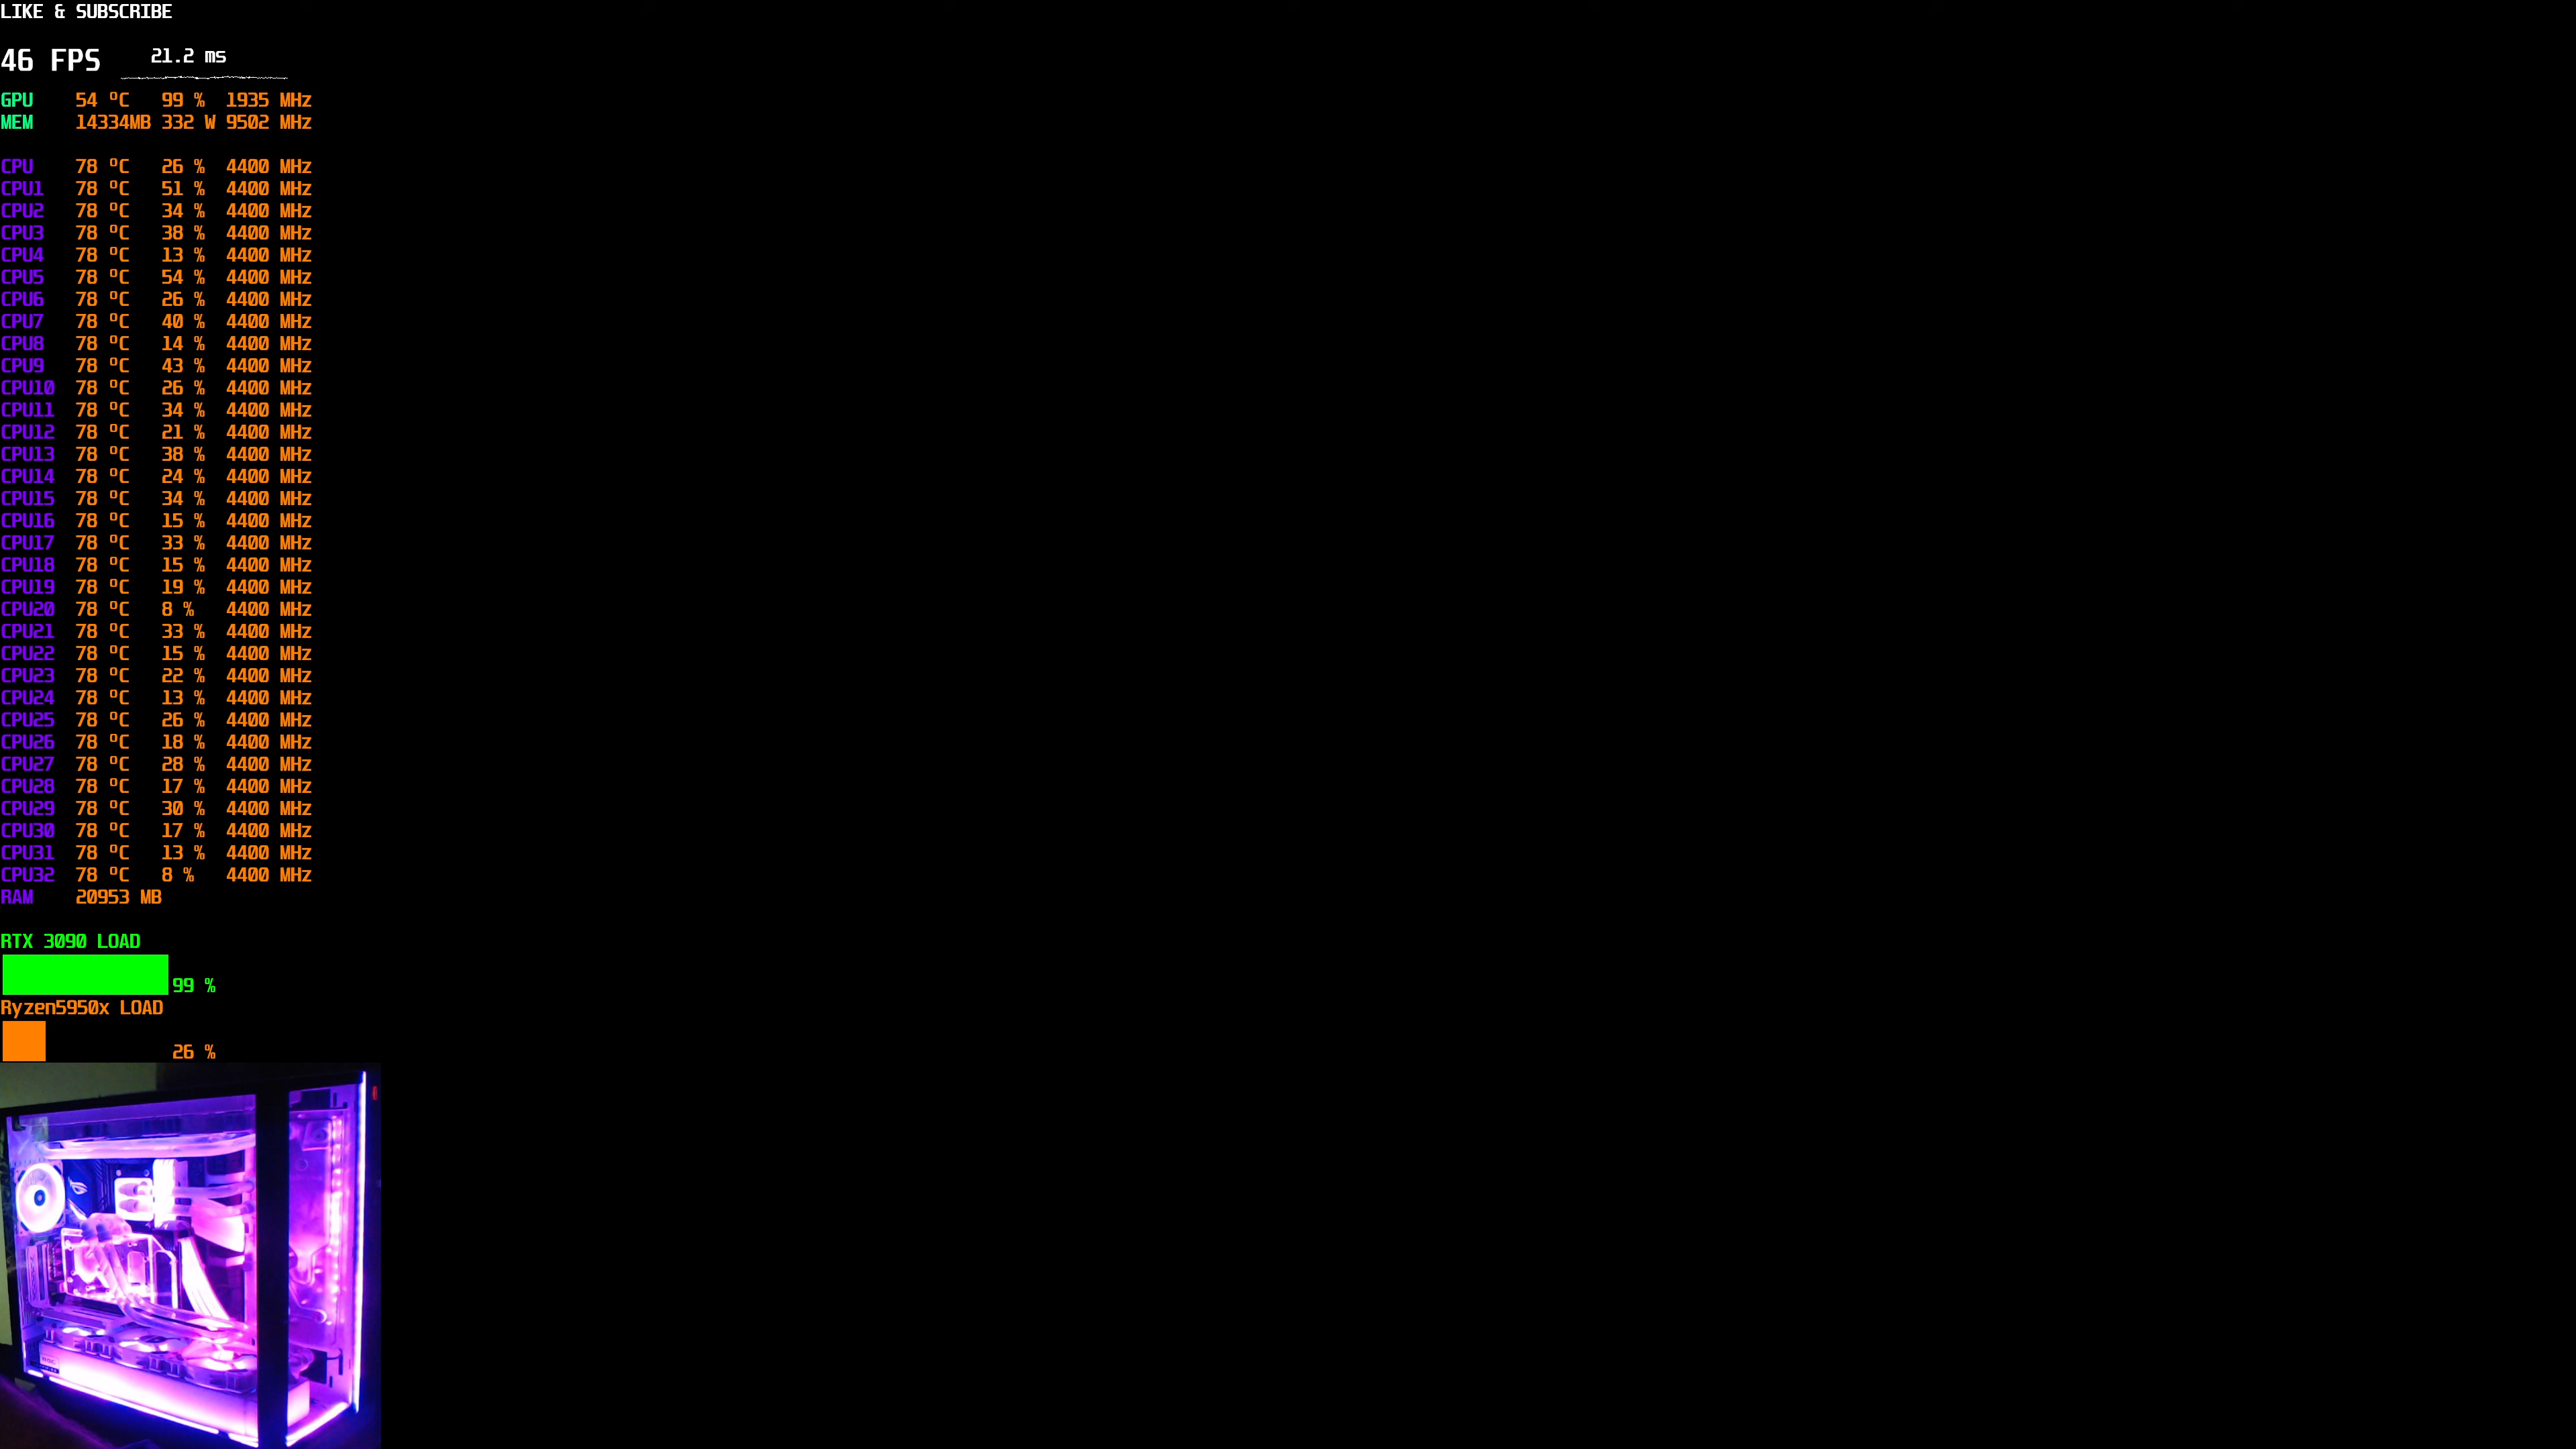 LIKE & SUBSCRIBE
46 FPS 21.2 ms
GPU 54 °C 99 % 1935 MHz
MEM 14334MB 332 W 9502 MHz
CPU 78 °C 26 % 4400 MHz
CPU1 78 °C 51 % 4400 MHz
CPU2 78 °C 34 % 4400 MHz
CPU3 78 °C 38 % 4400 MHz
CPU4 78 °C 13 % 4400 MHz
CPU5 78 °C 54 % 4400 MHz
CPU6 78 °C 26 % 4400 MHz
CPU7 78 °C 40 % 4400 MHz
CPU8 78 °C 14 % 4400 MHz
CPU9 78 °C 43 % 4400 MHz
CPU10 78 °C 26 % 4400 MHz
CPU11 78 °C 34 % 4400 MHz
CPU12 78 °C 21 % 4400 MHz
CPU13 78 °C 38 % 4400 MHz
CPU14 78 °C 24 % 4400 MHz
CPU15 78 °C 34 % 4400 MHz
CPU16 78 °C 15 % 4400 MHz
CPU17 78 °C 33 % 4400 MHz
CPU18 78 °C 15 % 4400 MHz
CPU19 78 °C 19 % 4400 MHz
CPU20 78 °C 8 % 4400 MHz
CPU21 78 °C 33 % 4400 MHz
CPU22 78 °C 15 % 4400 MHz
CPU23 78 °C 22 % 4400 MHz
CPU24 78 °C 13 % 4400 MHz
CPU25 78 °C 26 % 4400 MHz
CPU26 78 °C 18 % 4400 MHz
CPU27 78 °C 28 % 4400 MHz
CPU28 78 °C 17 % 4400 MHz
CPU29 78 °C 30 % 4400 MHz
CPU30 78 °C 17 % 4400 MHz
CPU31 78 °C 13 % 4400 MHz
CPU32 78 °C 8 % 4400 MHz
RAM 20953 MB
RTX 3090 LOAD
99 %
Ryzen5950x LOAD
26 %